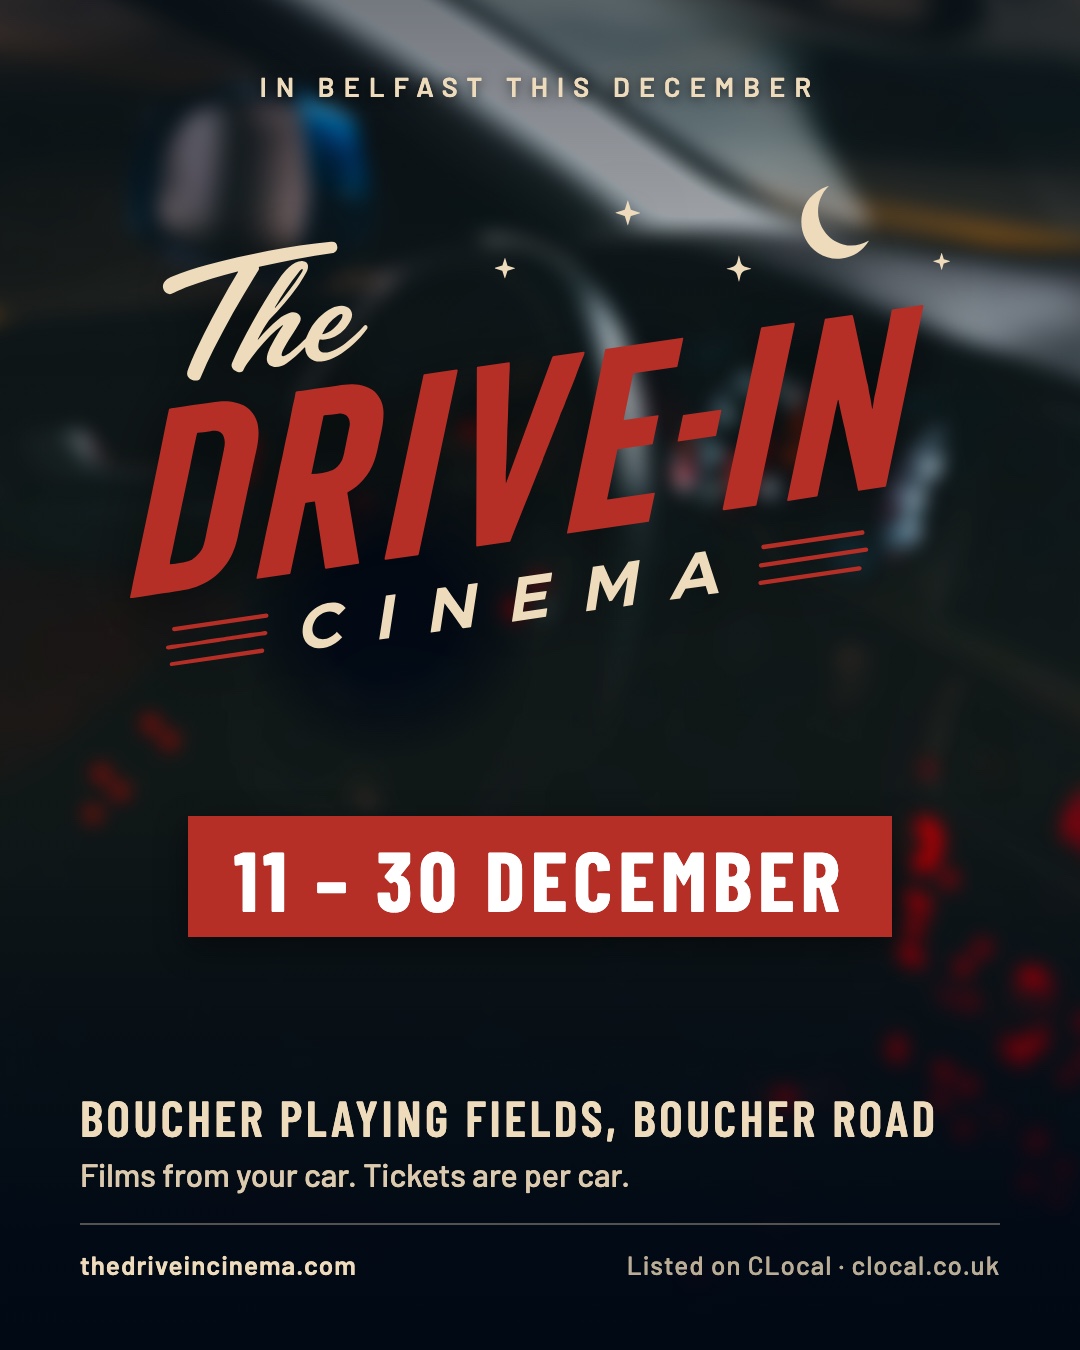 IN BELFAST THIS DECEMBER
The
DRIVE-IN
CINEMA
11 – 30 DECEMBER
BOUCHER PLAYING FIELDS, BOUCHER ROAD
Films from your car. Tickets are per car.
thedriveincinema.com
Listed on CLocal · clocal.co.uk